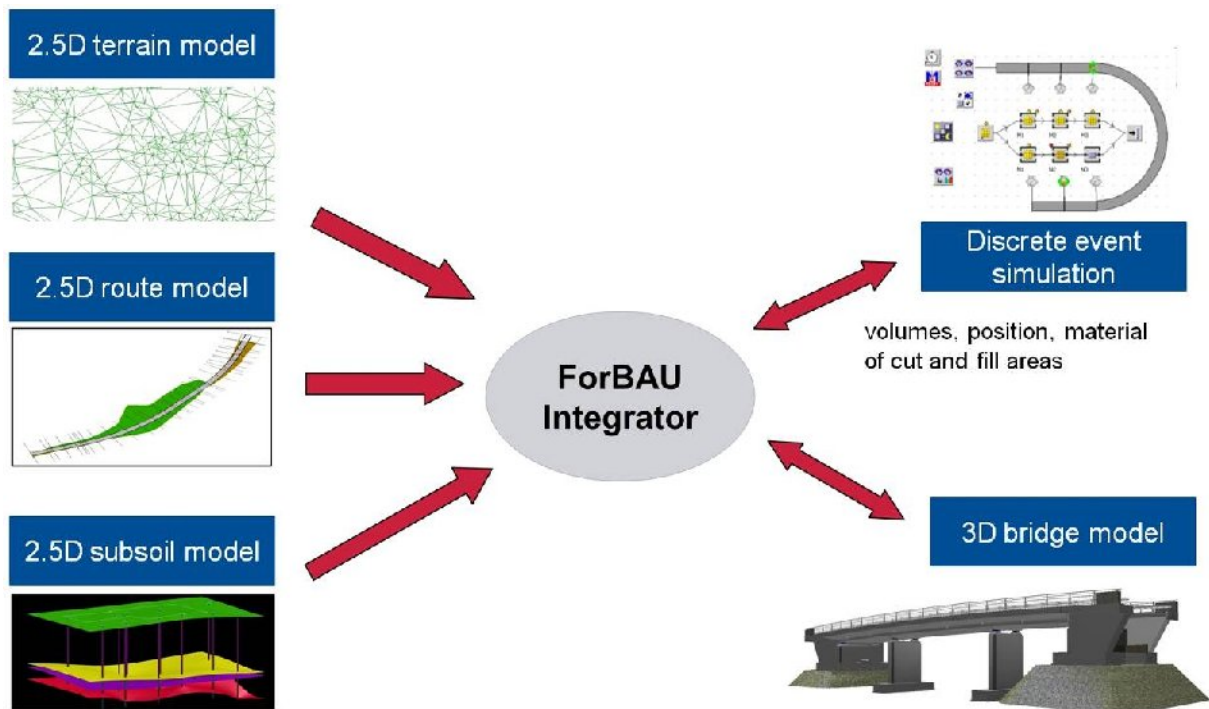 2.5D terrain model
2.5D route model
2.5D subsoil model
ForBAU
Integrator
Discrete event
simulation
volumes, position, material
of cut and fill areas
3D bridge model